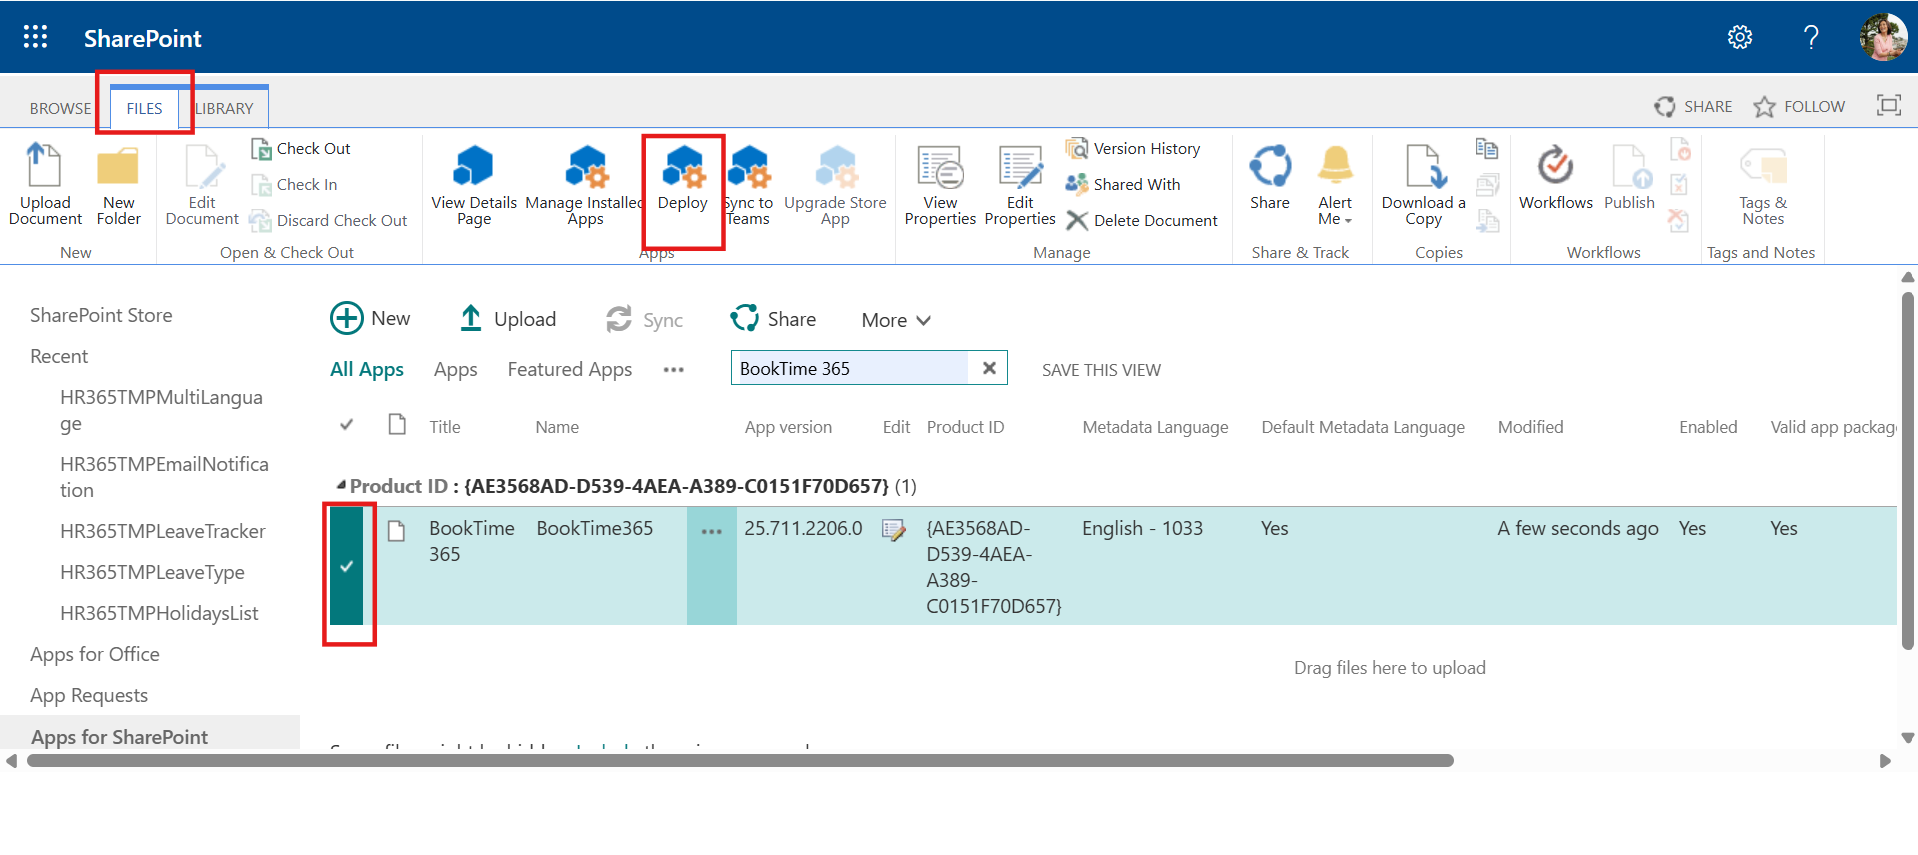 SharePoint
BROWSE FILES LIBRARY
SHARE FOLLOW
Upload Document
New Folder
New
Edit Document
Check Out
Check In
Discard Check Out
Open & Check Out
View Details Page
Manage Installed Apps
Deploy
Sync to Teams
Upgrade Store App
Apps
View Properties
Edit Properties
Version History
Shared With
Delete Document
Manage
Share
Alert Me
Share & Track
Download a Copy
Copies
Workflows
Publish
Workflows
Tags & Notes
Tags and Notes
SharePoint Store
Recent
HR365TMPMultiLangua
ge
HR365TMPEmailNotifica
tion
HR365TMPLeaveTracker
HR365TMPLeaveType
HR365TMPHolidaysList
Apps for Office
App Requests
Apps for SharePoint
New Upload Sync Share More
All Apps Apps Featured Apps ••• BookTime 365 SAVE THIS VIEW
Title Name App version Edit Product ID Metadata Language Default Metadata Language Modified Enabled Valid app packag
Product ID : {AE3568AD-D539-4AEA-A389-C0151F70D657} (1)
BookTime BookTime365 ••• 25.711.2206.0 {AE3568AD- English - 1033 Yes A few seconds ago Yes Yes
365 D539-4AEA-
A389-
C0151F70D657}
Drag files here to upload